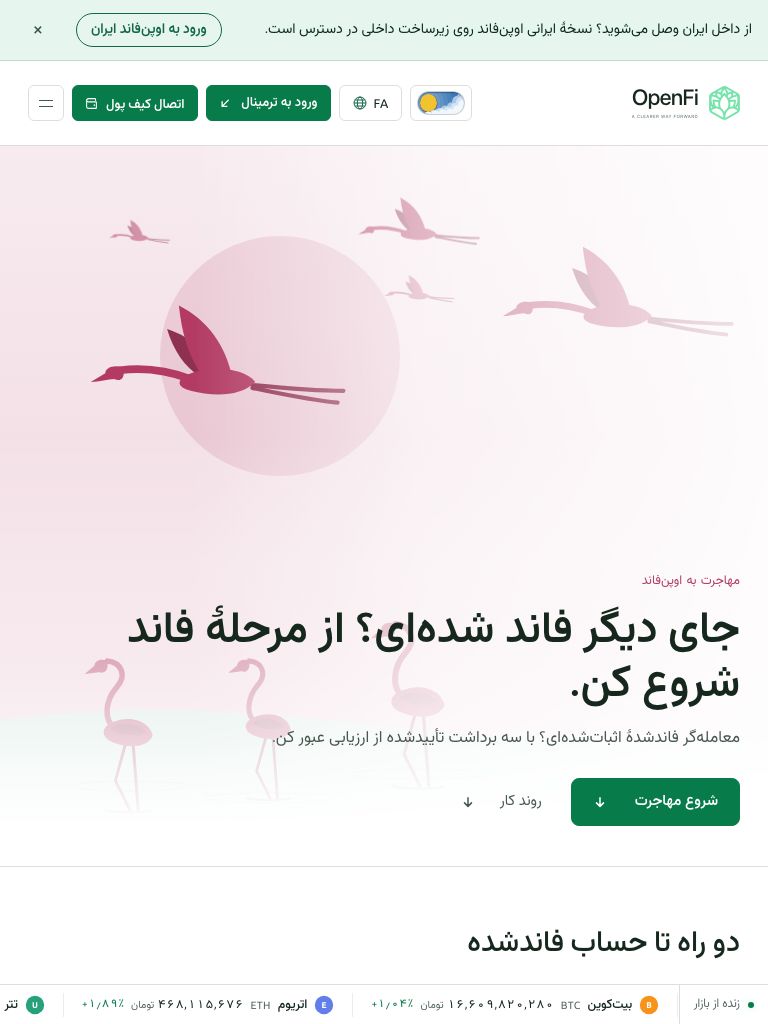 از داخل ایران وصل می‌شوید؟ نسخهٔ ایرانی اوپن‌فاند روی زیرساخت داخلی در دسترس است.
ورود به اوپن‌فاند ایران
×
OpenFi
A CLEARER WAY FORWARD
FA
ورود به ترمینال
اتصال کیف پول
مهاجرت به اوپن‌فاند
جای دیگر فاند شده‌ای؟ از مرحلهٔ فاند
شروع کن.
معامله‌گر فاندشدهٔ اثبات‌شده‌ای؟ با سه برداشت تأییدشده از ارزیابی عبور کن.
شروع مهاجرت
روند کار
دو راه تا حساب فاندشده
زنده از بازار
B بیت‌کوین BTC ۱۶,۶۰۹,۸۲۰,۲۸۰ تومان +۱٫۰۴٪
E اتریوم ETH ۴۶۸,۱۱۵,۶۷۶ تومان +۱٫۸۹٪
U تتر